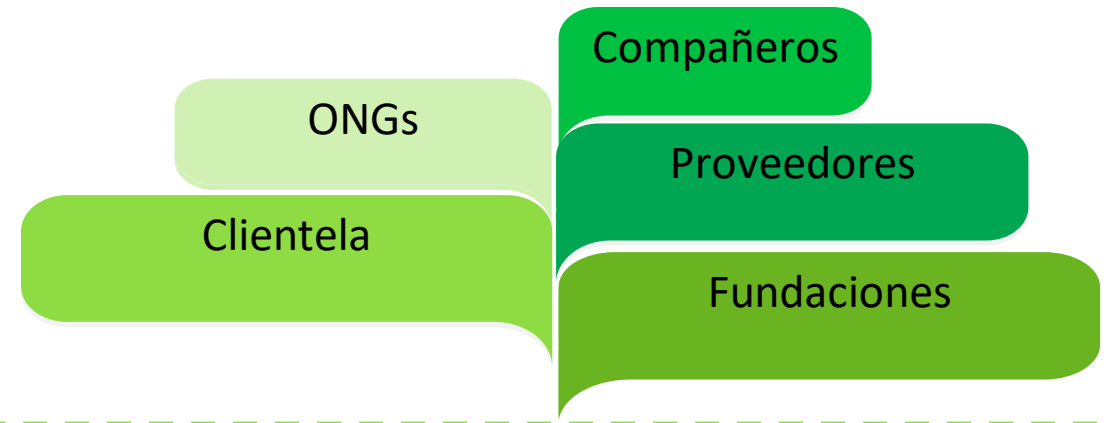 Compañeros
ONGs
Proveedores
Clientela
Fundaciones